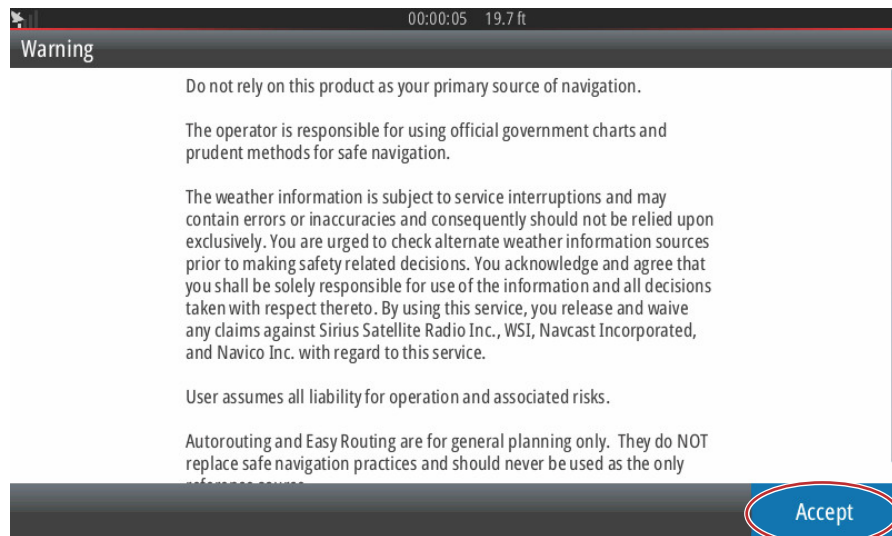 00:00:05 19.7 ft
Warning
Do not rely on this product as your primary source of navigation.
The operator is responsible for using official government charts and
prudent methods for safe navigation.
The weather information is subject to service interruptions and may
contain errors or inaccuracies and consequently should not be relied upon
exclusively. You are urged to check alternate weather information sources
prior to making safety related decisions. You acknowledge and agree that
you shall be solely responsible for use of the information and all decisions
taken with respect thereto. By using this service, you release and waive
any claims against Sirius Satellite Radio Inc., WSI, Navcast Incorporated,
and Navico Inc. with regard to this service.
User assumes all liability for operation and associated risks.
Autorouting and Easy Routing are for general planning only. They do NOT
replace safe navigation practices and should never be used as the only
Accept